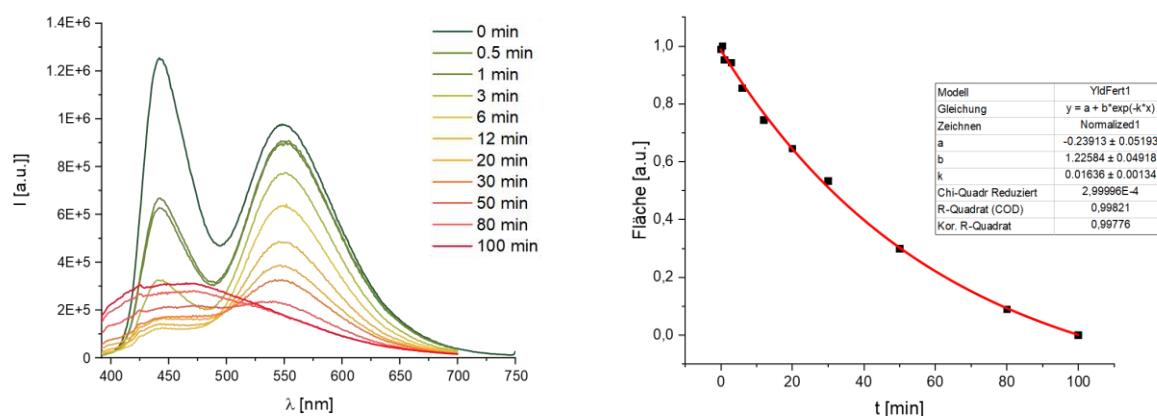 1.4E+6
1.2E+6
1.0E+6
8E+5
6E+5
4E+5
2E+5
0
I [a.u.]]
400 450 500 550 600 650 700 750
λ [nm]
0 min
0.5 min
1 min
3 min
6 min
12 min
20 min
30 min
50 min
80 min
100 min
1,0
0,8
0,6
0,4
0,2
0,0
Fläche [a.u.]
0 20 40 60 80 100
t [min]
Modell YldFert1
Gleichung y = a + b*exp(-k*x)
Zeichnen Normalized1
a -0.23913 ± 0.05193
b 1.22584 ± 0.04918
k 0.01636 ± 0.00134
Chi-Quadr Reduziert 2,99996E-4
R-Quadrat (COD) 0,99821
Kor. R-Quadrat 0,99776